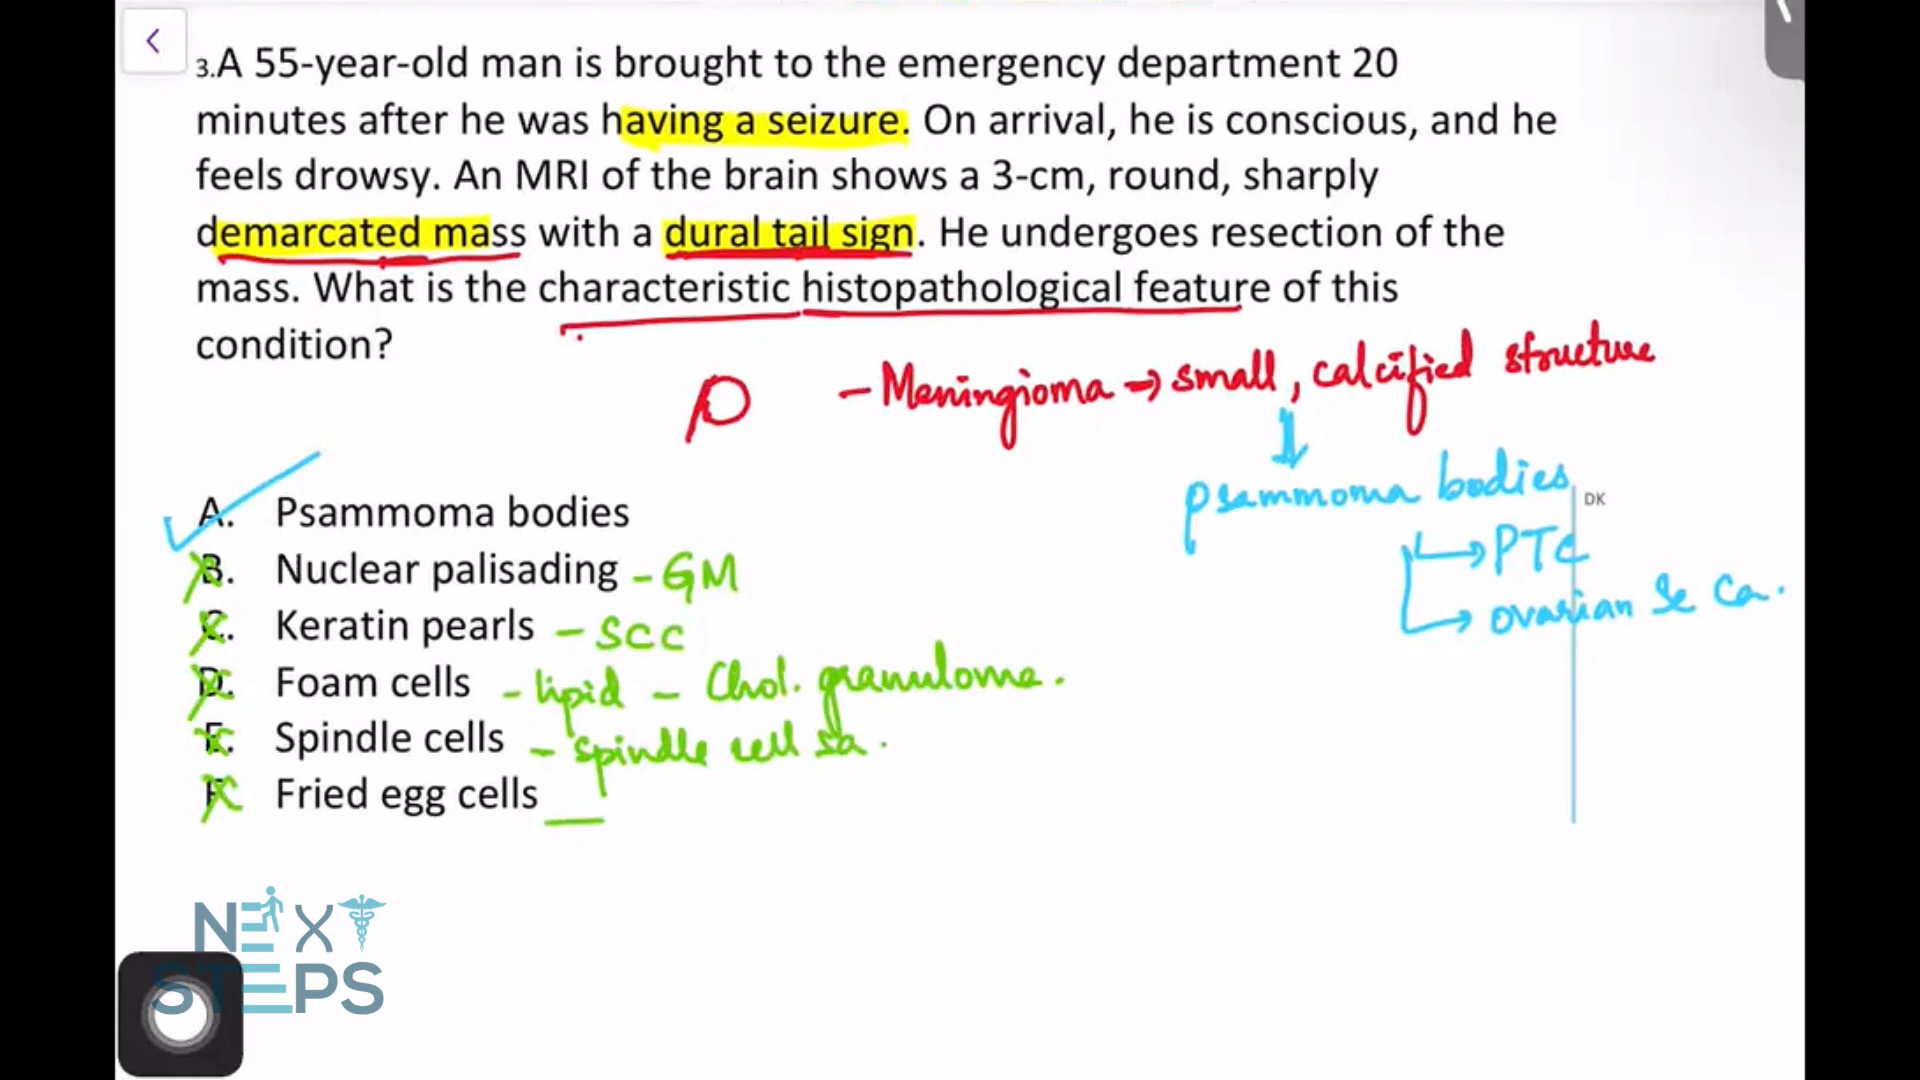 3.A 55-year-old man is brought to the emergency department 20
minutes after he was having a seizure. On arrival, he is conscious, and he
feels drowsy. An MRI of the brain shows a 3-cm, round, sharply
demarcated mass with a dural tail sign. He undergoes resection of the
mass. What is the characteristic histopathological feature of this
condition?
- Meningioma → small, calcified structure
psammoma bodies
DK
→ PTC
→ ovarian Se Ca.
A. Psammoma bodies
B. Nuclear palisading - GM
C. Keratin pearls - SCC
D. Foam cells - lipid - Chol. granuloma.
E. Spindle cells - spindle cell sa.
F. Fried egg cells
NEXT
STEPS